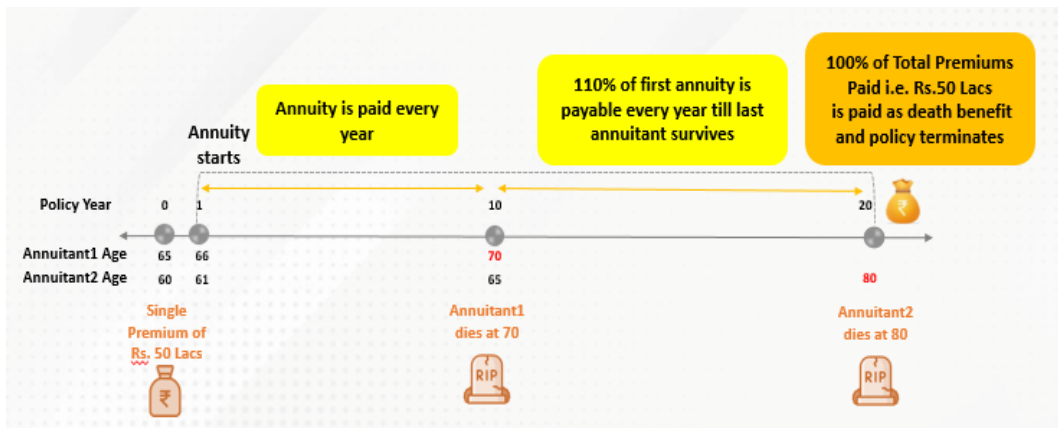 100% of Total Premiums
Paid i.e. Rs.50 Lacs
is paid as death benefit
and policy terminates
110% of first annuity is
payable every year till last
annuitant survives
Annuity is paid every
year
Annuity
starts
Policy Year 0 1 10 20
₹
Annuitant1 Age 65 66 70
Annuitant2 Age 60 61 65 80
Single
Premium of
Rs. 50 Lacs
₹
Annuitant1
dies at 70
RIP
Annuitant2
dies at 80
RIP